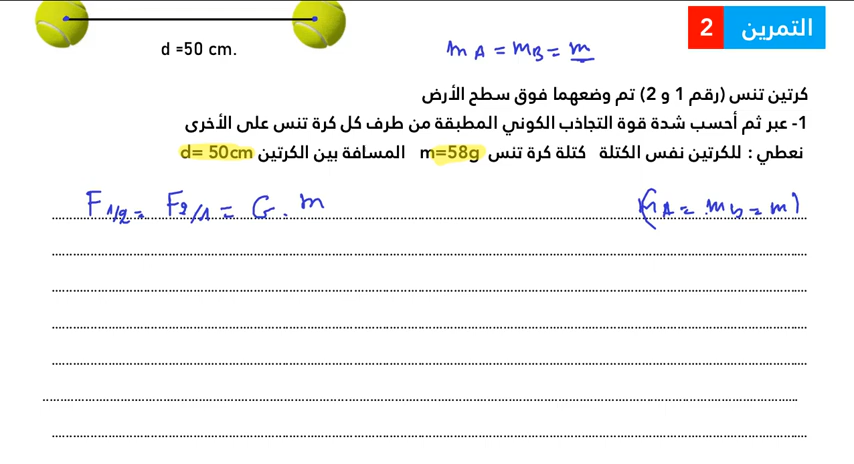 التمرين 2
d =50 cm.
mA = mB = m
كرتين تنس (رقم 1 و 2) تم وضعهما فوق سطح الأرض
1- عبر ثم أحسب شدة قوة التجاذب الكوني المطبقة من طرف كل كرة تنس على الأخرى
نعطي : للكرتين نفس الكتلة كتلة كرة تنس m=58g المسافة بين الكرتين d= 50cm
F1/2 = F2/1 = G . m
(mA = mB = m)